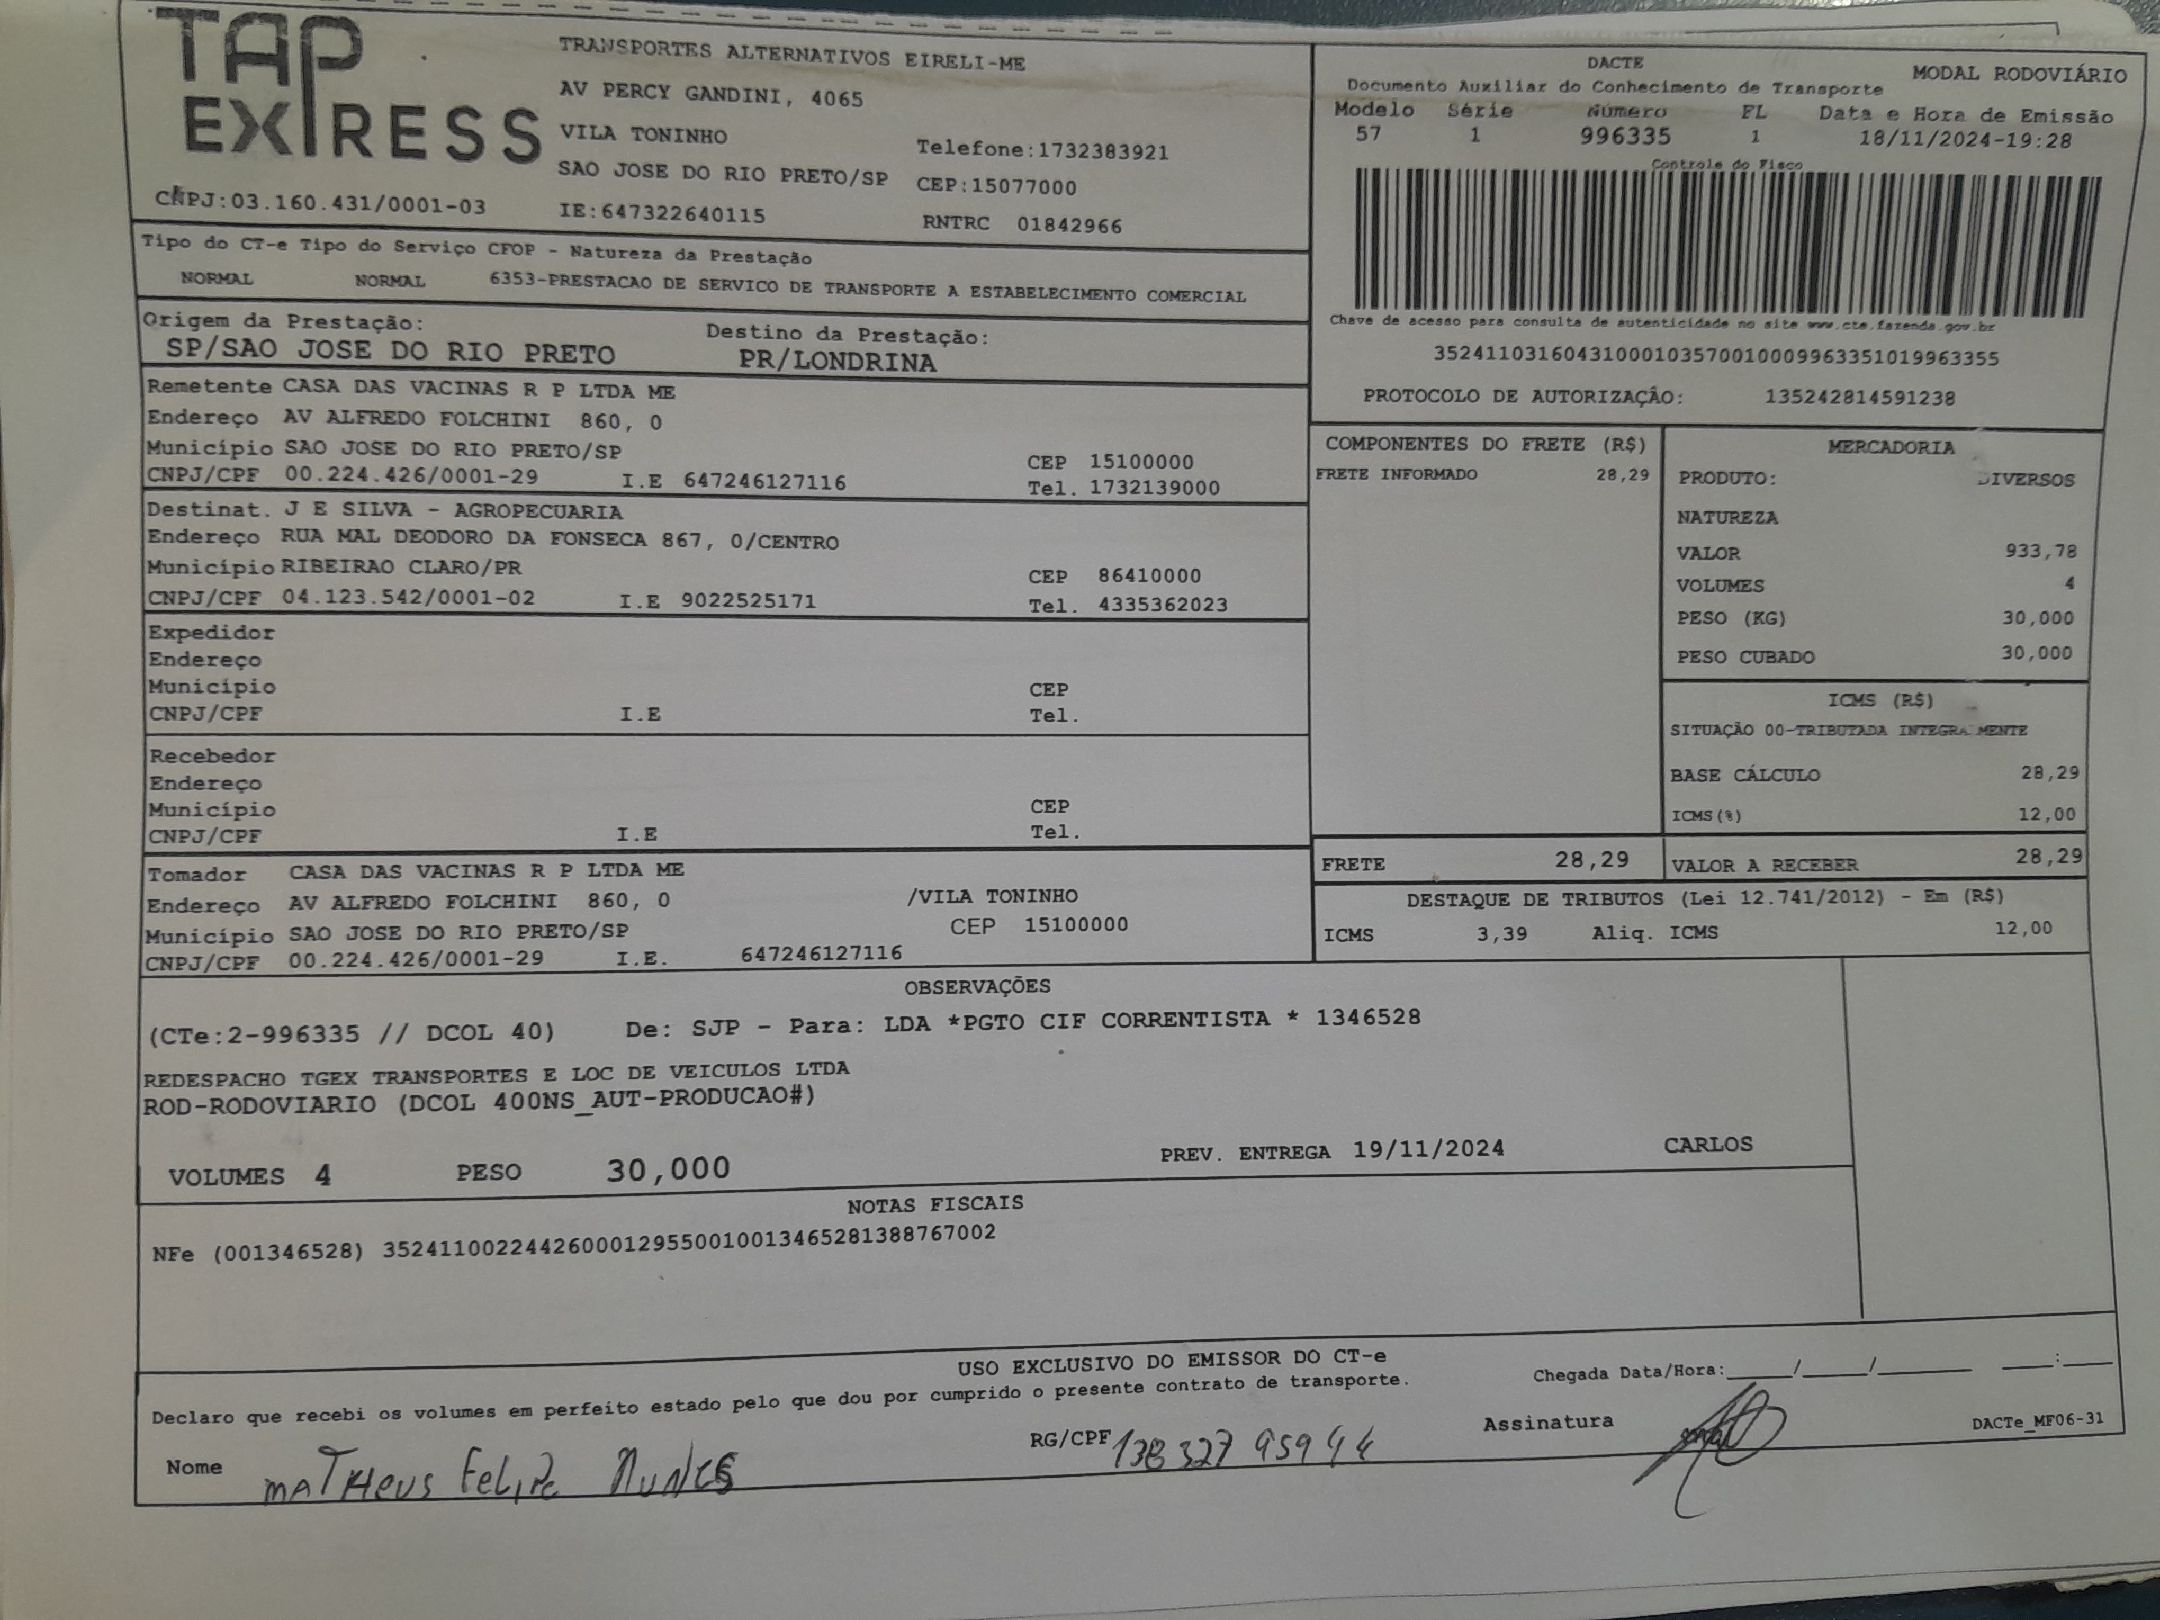 TAP EXPRESS
CNPJ:03.160.431/0001-03
TRANSPORTES ALTERNATIVOS EIRELI-ME
AV PERCY GANDINI, 4065
VILA TONINHO
Telefone:1732383921
SAO JOSE DO RIO PRETO/SP CEP:15077000
IE:647322640115 RNTRC 01842966
DACTE MODAL RODOVIÁRIO
Documento Auxiliar do Conhecimento de Transporte
Modelo Série Número FL Data e Hora de Emissão
57 1 996335 1 18/11/2024-19:28
Controle do Fisco
Chave de acesso para consulta de autenticidade no site www.cte.fazenda.gov.br
35241103160431000103570010009963351019963355
PROTOCOLO DE AUTORIZAÇÃO: 135242814591238
Tipo do CT-e Tipo do Serviço CFOP - Natureza da Prestação
NORMAL NORMAL 6353-PRESTACAO DE SERVICO DE TRANSPORTE A ESTABELECIMENTO COMERCIAL
Origem da Prestação: Destino da Prestação:
SP/SAO JOSE DO RIO PRETO PR/LONDRINA
Remetente CASA DAS VACINAS R P LTDA ME
Endereço AV ALFREDO FOLCHINI 860, 0
Município SAO JOSE DO RIO PRETO/SP CEP 15100000
CNPJ/CPF 00.224.426/0001-29 I.E 647246127116 Tel. 1732139000
Destinat. J E SILVA - AGROPECUARIA
Endereço RUA MAL DEODORO DA FONSECA 867, 0/CENTRO
Município RIBEIRAO CLARO/PR CEP 86410000
CNPJ/CPF 04.123.542/0001-02 I.E 9022525171 Tel. 4335362023
Expedidor
Endereço
Município CEP
CNPJ/CPF I.E Tel.
Recebedor
Endereço
Município CEP
CNPJ/CPF I.E Tel.
Tomador CASA DAS VACINAS R P LTDA ME
Endereço AV ALFREDO FOLCHINI 860, 0 /VILA TONINHO
Município SAO JOSE DO RIO PRETO/SP CEP 15100000
CNPJ/CPF 00.224.426/0001-29 I.E. 647246127116
COMPONENTES DO FRETE (R$)
FRETE INFORMADO 28,29
MERCADORIA
PRODUTO: DIVERSOS
NATUREZA
VALOR 933,78
VOLUMES 4
PESO (KG) 30,000
PESO CUBADO 30,000
ICMS (R$)
SITUAÇÃO 00-TRIBUTADA INTEGRALMENTE
BASE CÁLCULO 28,29
ICMS(%) 12,00
FRETE 28,29 VALOR A RECEBER 28,29
DESTAQUE DE TRIBUTOS (Lei 12.741/2012) - Em (R$)
ICMS 3,39 Aliq. ICMS 12,00
OBSERVAÇÕES
(CTe:2-996335 // DCOL 40) De: SJP - Para: LDA *PGTO CIF CORRENTISTA * 1346528
REDESPACHO TGEX TRANSPORTES E LOC DE VEICULOS LTDA
ROD-RODOVIARIO (DCOL 400NS_AUT-PRODUCAO#)
VOLUMES 4 PESO 30,000 PREV. ENTREGA 19/11/2024 CARLOS
NOTAS FISCAIS
NFe (001346528) 35241100224426000129550010013465281388767002
USO EXCLUSIVO DO EMISSOR DO CT-e
Chegada Data/Hora:_____/_____/_______ ____:____
Declaro que recebi os volumes em perfeito estado pelo que dou por cumprido o presente contrato de transporte.
Nome Matheus Felipe Nunes RG/CPF 138 327 959 44 Assinatura DACTe_MF06-31